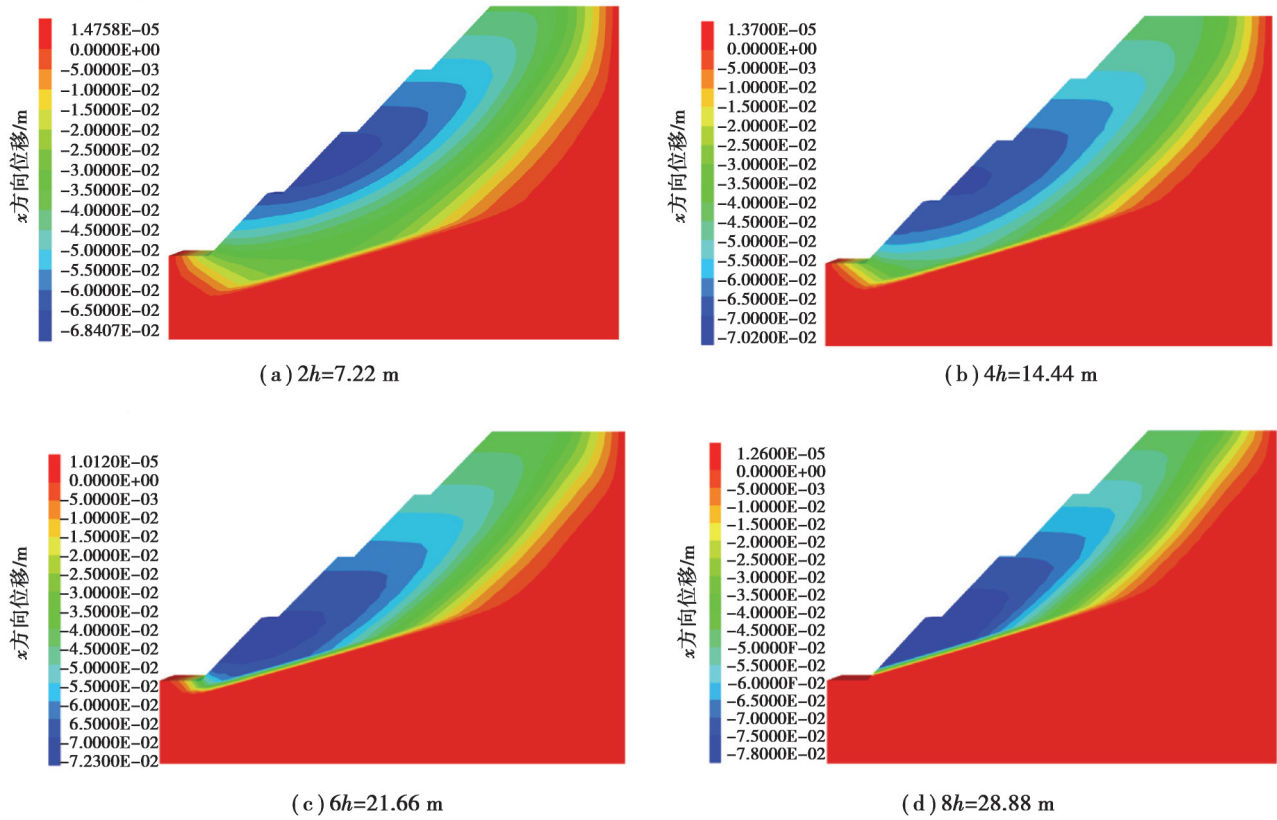 x方向位移/m
1.4758E-05
0.0000E+00
-5.0000E-03
-1.0000E-02
-1.5000E-02
-2.0000E-02
-2.5000E-02
-3.0000E-02
-3.5000E-02
-4.0000E-02
-4.5000E-02
-5.0000E-02
-5.5000E-02
-6.0000E-02
-6.5000E-02
-6.8407E-02
(a) 2h=7.22 m
x方向位移/m
1.3700E-05
0.0000E+00
-5.0000E-03
-1.0000E-02
-1.5000E-02
-2.0000E-02
-2.5000E-02
-3.0000E-02
-3.5000E-02
-4.0000E-02
-4.5000E-02
-5.0000E-02
-5.5000E-02
-6.0000E-02
-6.5000E-02
-7.0000E-02
-7.0200E-02
(b) 4h=14.44 m
x方向位移/m
1.0120E-05
0.0000E+00
-5.0000E-03
-1.0000E-02
-1.5000E-02
-2.0000E-02
-2.5000E-02
-3.0000E-02
-3.5000E-02
-4.0000E-02
-4.5000E-02
-5.0000E-02
-5.5000E-02
-6.0000E-02
6.5000E-02
-7.0000E-02
-7.2300E-02
(c) 6h=21.66 m
x方向位移/m
1.2600E-05
0.0000E+00
-5.0000E-03
-1.0000E-02
-1.5000E-02
-2.0000E-02
-2.5000E-02
-3.0000E-02
-3.5000E-02
-4.0000E-02
-4.5000E-02
-5.0000F-02
-5.5000E-02
-6.0000F-02
-6.5000E-02
-7.0000E-02
-7.5000E-02
-7.8000E-02
(d) 8h=28.88 m